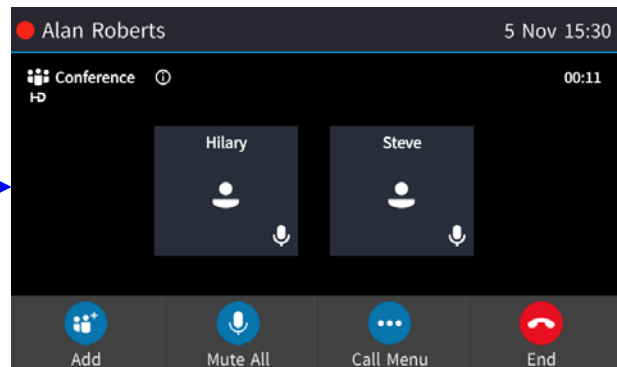 Alan Roberts 5 Nov 15:30
Conference 00:11
HD
Hilary Steve
Add Mute All Call Menu End